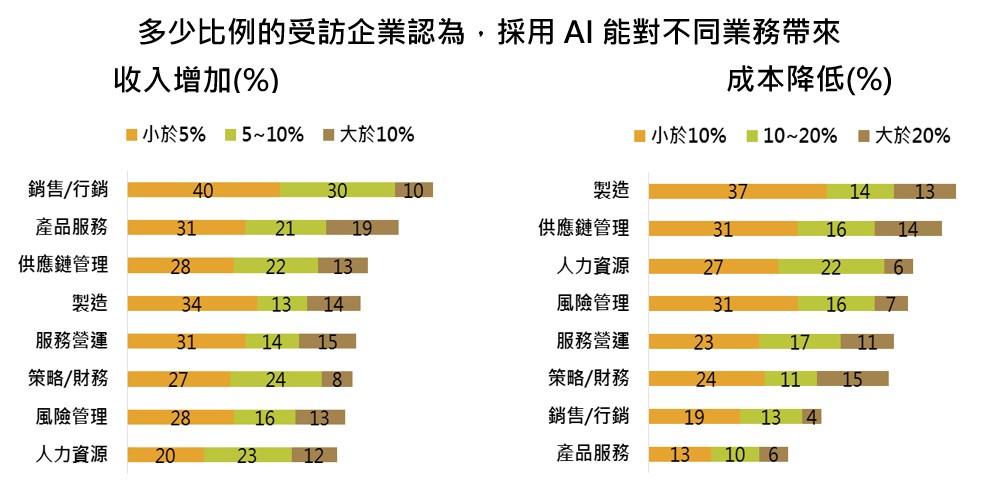 多少比例的受訪企業認為，採用 AI 能對不同業務帶來
收入增加(%)
小於5% 5~10% 大於10%
銷售/行銷 40 30 10
產品服務 31 21 19
供應鏈管理 28 22 13
製造 34 13 14
服務營運 31 14 15
策略/財務 27 24 8
風險管理 28 16 13
人力資源 20 23 12
成本降低(%)
小於10% 10~20% 大於20%
製造 37 14 13
供應鏈管理 31 16 14
人力資源 27 22 6
風險管理 31 16 7
服務營運 23 17 11
策略/財務 24 11 15
銷售/行銷 19 13 4
產品服務 13 10 6